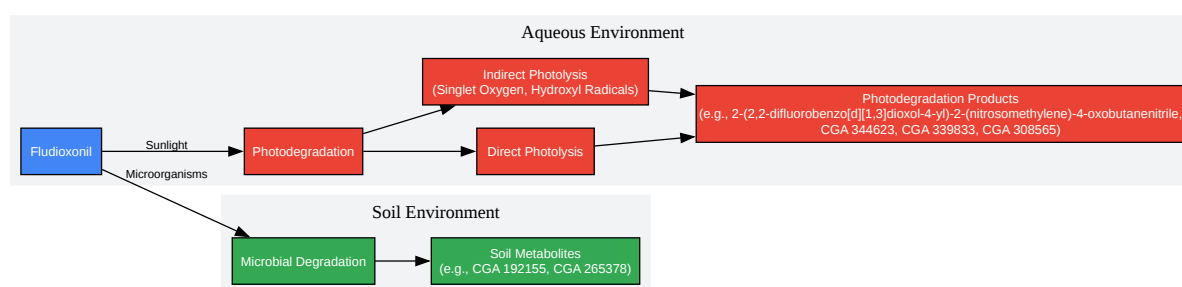 Aqueous Environment
Indirect Photolysis
(Singlet Oxygen, Hydroxyl Radicals)
Photodegradation Products
(e.g., 2-(2,2-difluorobenzo[d][1,3]dioxol-4-yl)-2-(nitrosomethylene)-4-oxobutanenitrile,
CGA 344623, CGA 339833, CGA 308565)
Fludioxonil
Sunlight
Photodegradation
Direct Photolysis
Microorganisms
Soil Environment
Microbial Degradation
Soil Metabolites
(e.g., CGA 192155, CGA 265378)